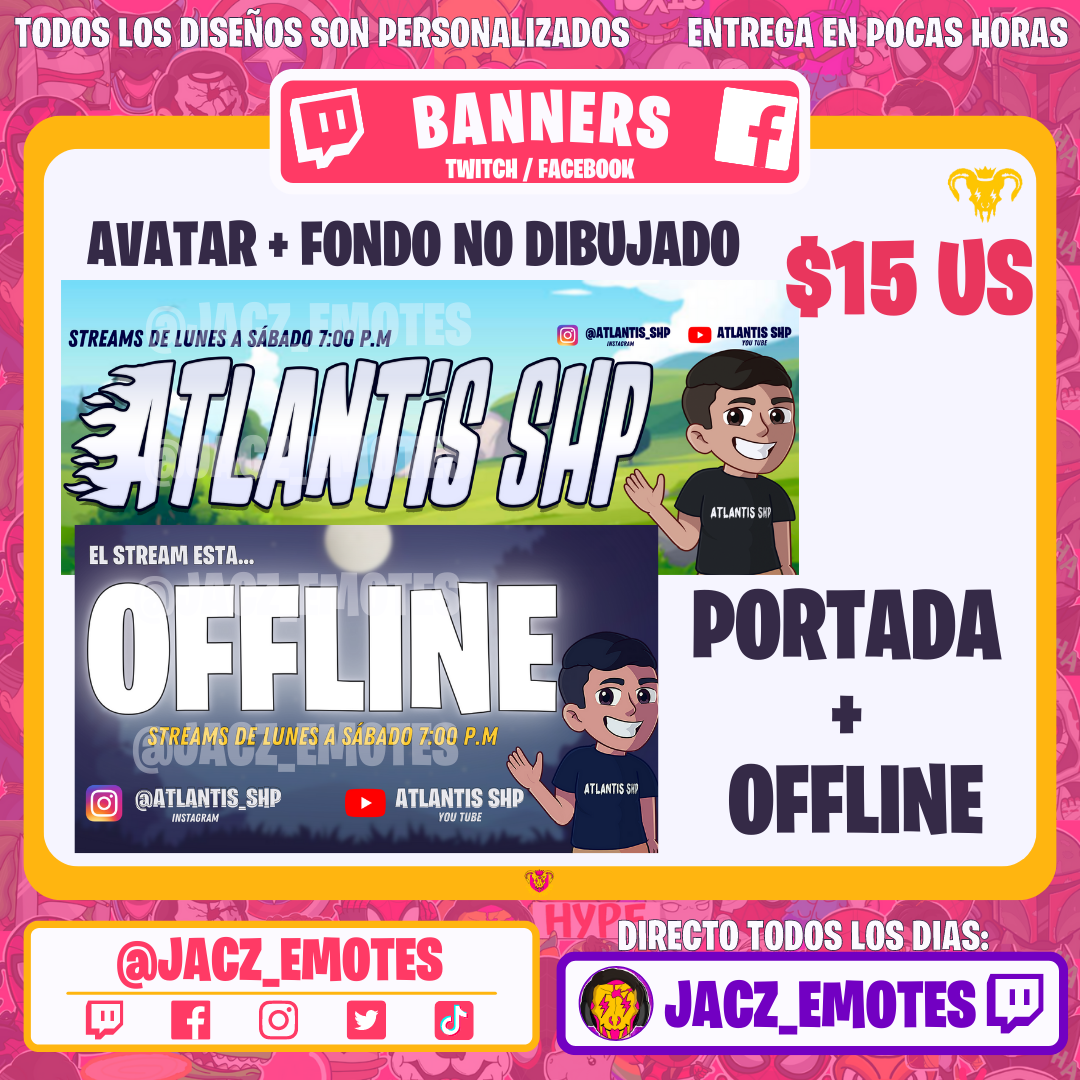 TODOS LOS DISEÑOS SON PERSONALIZADOS
ENTREGA EN POCAS HORAS
BANNERS
TWITCH / FACEBOOK
AVATAR + FONDO NO DIBUJADO
$15 US
@JACZ_EMOTES
STREAMS DE LUNES A SÁBADO 7:00 P.M
@ATLANTIS_SHP
INSTAGRAM
ATLANTIS SHP
YOU TUBE
ATLANTiS SHP
@JACZ_EMOTES
ATLANTIS SHP
EL STREAM ESTA...
@JACZ_EMOTES
OFFLINE
STREAMS DE LUNES A SÁBADO 7:00 P.M
@JACZ_EMOTES
@ATLANTIS_SHP
INSTAGRAM
ATLANTIS SHP
YOU TUBE
ATLANTIS SHP
PORTADA
+
OFFLINE
HYPE
@JACZ_EMOTES
DIRECTO TODOS LOS DIAS:
JACZ_EMOTES